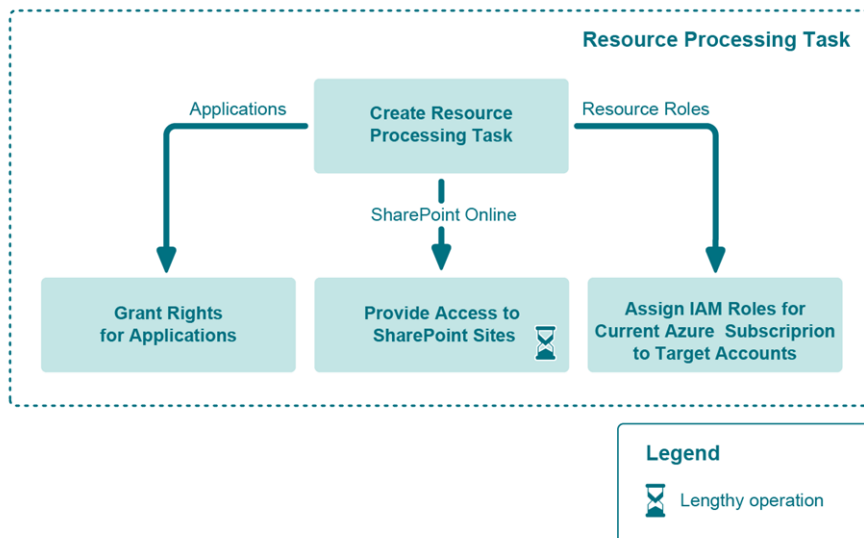 Resource Processing Task
Applications
Create Resource
Processing Task
Resource Roles
SharePoint Online
Grant Rights
for Applications
Provide Access to
SharePoint Sites
Assign IAM Roles for
Current Azure Subscriprion
to Target Accounts
Legend
Lengthy operation